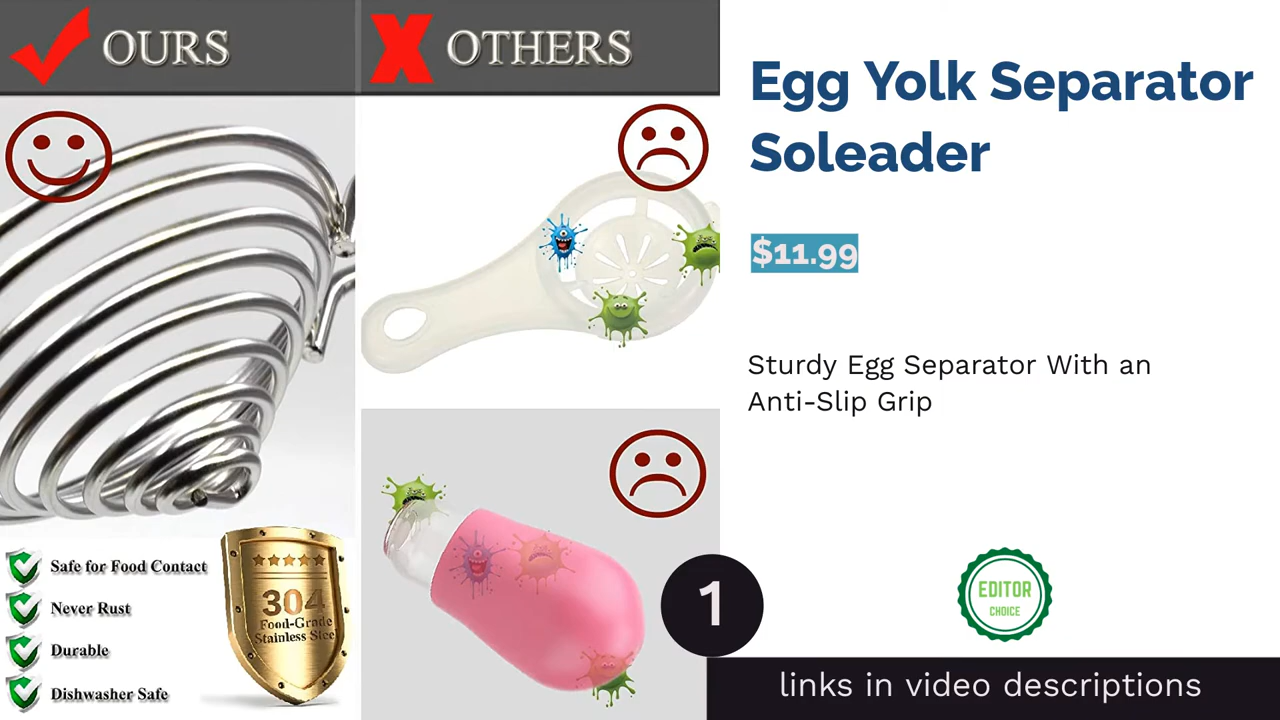 OURS
X OTHERS
Egg Yolk Separator
Soleader
$11.99
Sturdy Egg Separator With an
Anti-Slip Grip
Safe for Food Contact
Never Rust
Durable
Dishwasher Safe
304
Food-Grade
Stainless Steel
1
EDITOR
CHOICE
links in video descriptions